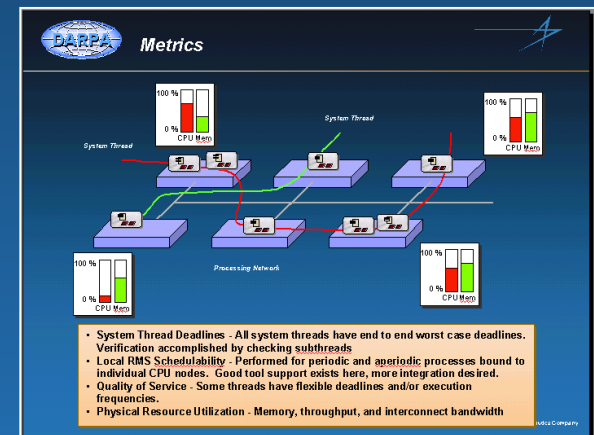 DARPA
Metrics
100 %
0 %
CPU Mem
System Thread
System Thread
100 %
0 %
CPU Mem
100 %
0 %
CPU Mem
Processing Network
100 %
0 %
CPU Mem
• System Thread Deadlines - All system threads have end to end worst case deadlines.
Verification accomplished by checking subthreads
• Local RMS Schedulability - Performed for periodic and aperiodic processes bound to
individual CPU nodes. Good tool support exists here, more integration desired.
• Quality of Service - Some threads have flexible deadlines and/or execution
frequencies.
• Physical Resource Utilization - Memory, throughput, and interconnect bandwidth
Company